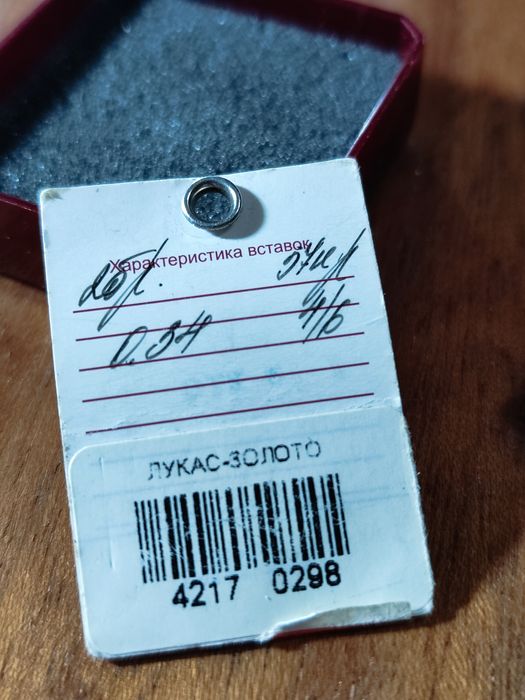 Характеристика вставок
0.34 4/6
ЛУКАС-ЗОЛОТО
4217 0298